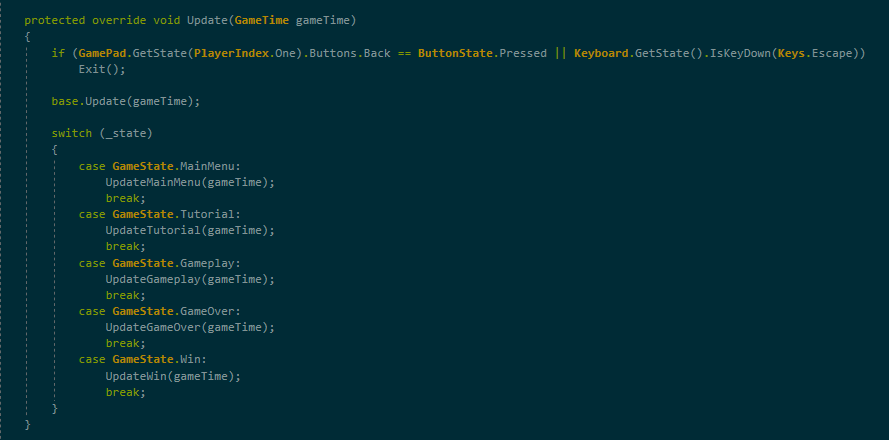 protected override void Update(GameTime gameTime)
{
if (GamePad.GetState(PlayerIndex.One).Buttons.Back == ButtonState.Pressed || Keyboard.GetState().IsKeyDown(Keys.Escape))
Exit();
base.Update(gameTime);
switch (_state)
{
case GameState.MainMenu:
UpdateMainMenu(gameTime);
break;
case GameState.Tutorial:
UpdateTutorial(gameTime);
break;
case GameState.Gameplay:
UpdateGameplay(gameTime);
break;
case GameState.GameOver:
UpdateGameOver(gameTime);
break;
case GameState.Win:
UpdateWin(gameTime);
break;
}
}